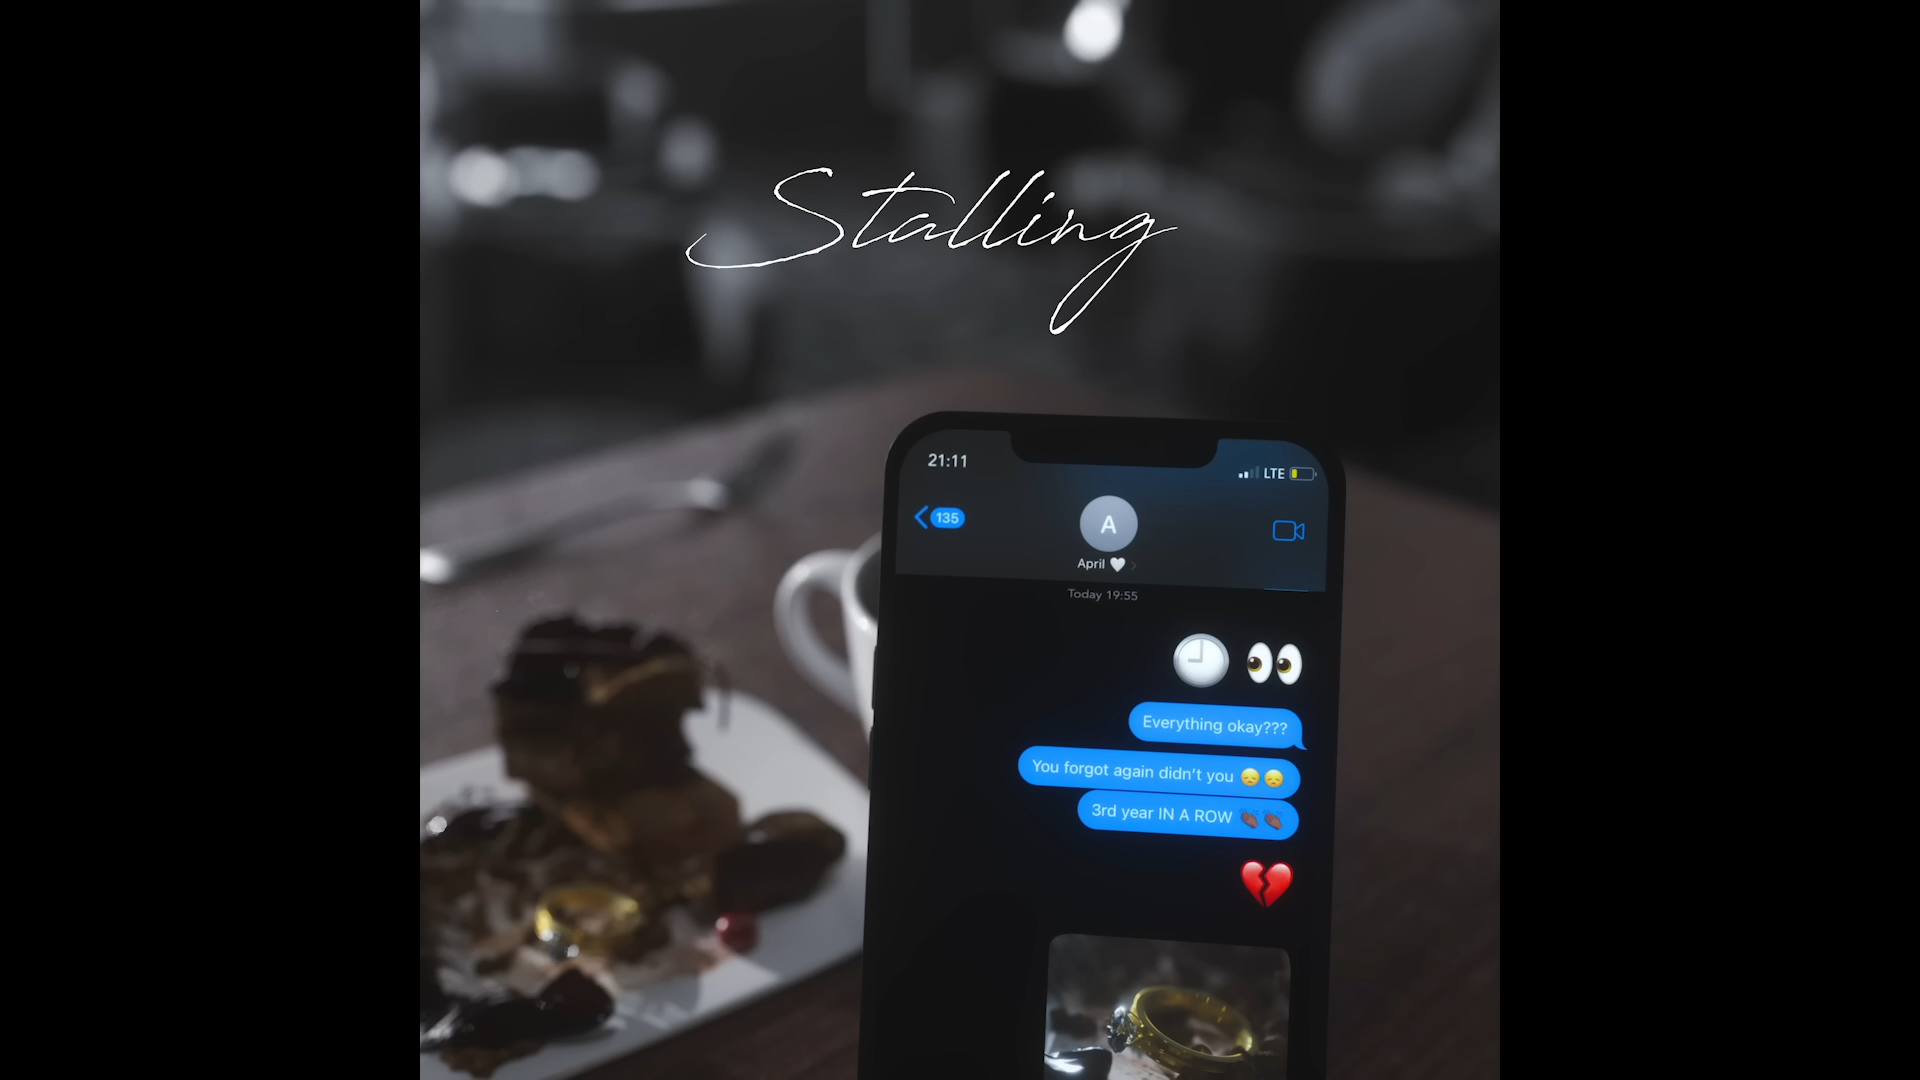 Stalling
21:11
LTE
135
A
April 🤍
Today 19:55
🕘 👀
Everything okay???
You forgot again didn’t you 😞😞
3rd year IN A ROW 👏🏾👏🏾
💔